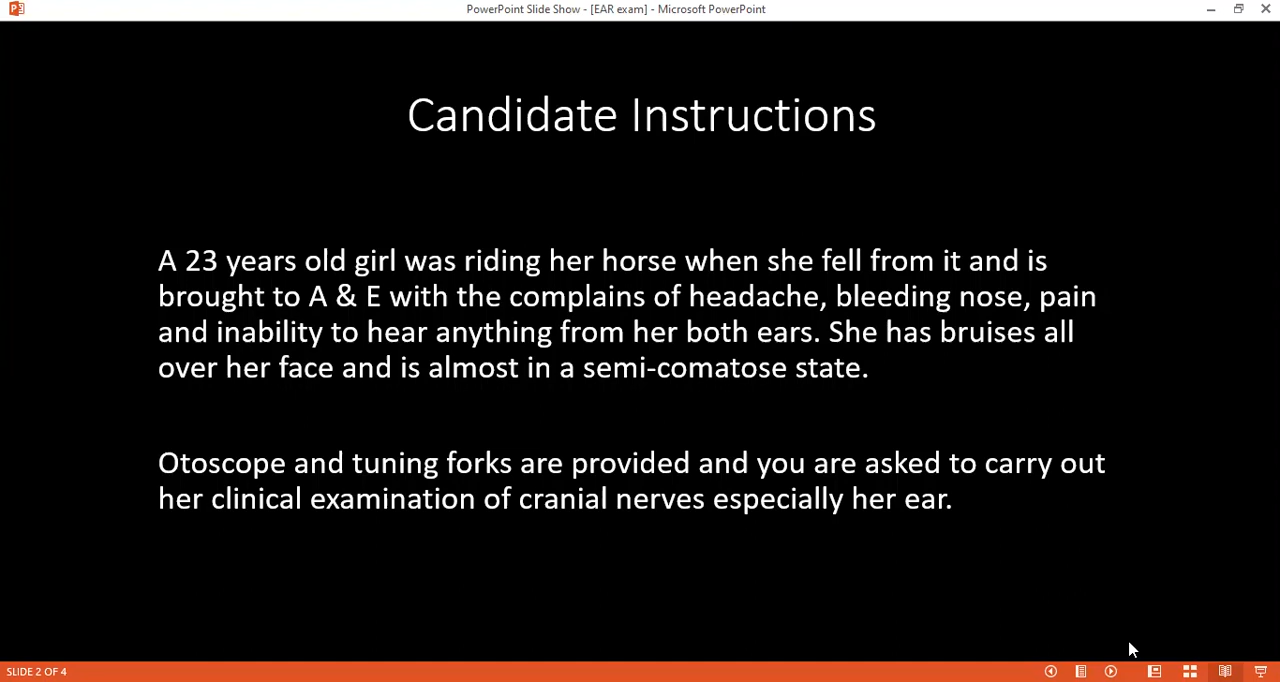 PowerPoint Slide Show - [EAR exam] - Microsoft PowerPoint
Candidate Instructions
A 23 years old girl was riding her horse when she fell from it and is
brought to A & E with the complains of headache, bleeding nose, pain
and inability to hear anything from her both ears. She has bruises all
over her face and is almost in a semi-comatose state.
Otoscope and tuning forks are provided and you are asked to carry out
her clinical examination of cranial nerves especially her ear.
SLIDE 2 OF 4